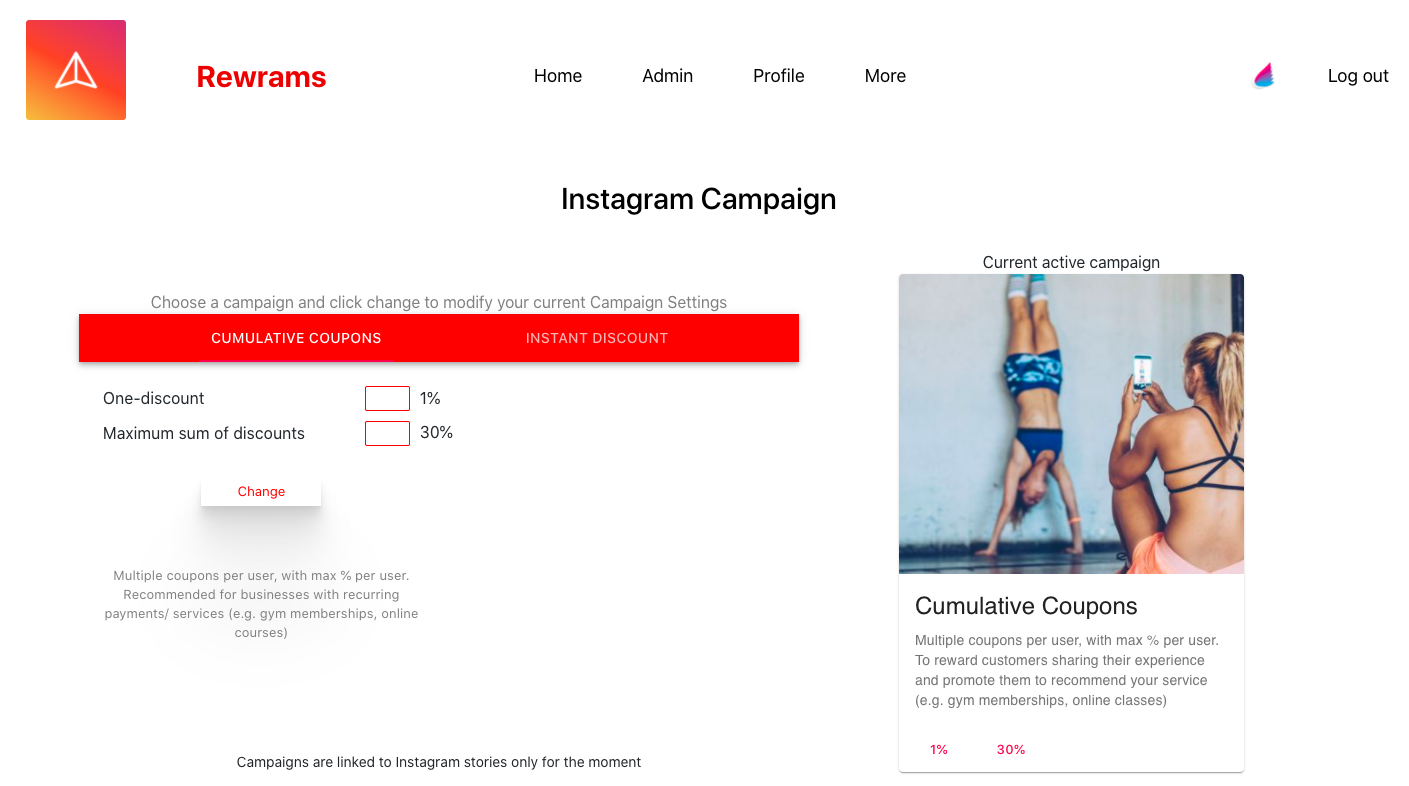 Rewrams
Home
Admin
Profile
More
Log out
Instagram Campaign
Choose a campaign and click change to modify your current Campaign Settings
CUMULATIVE COUPONS
INSTANT DISCOUNT
One-discount
1%
Maximum sum of discounts
30%
Change
Multiple coupons per user, with max % per user.
Recommended for businesses with recurring
payments/ services (e.g. gym memberships, online
courses)
Campaigns are linked to Instagram stories only for the moment
Current active campaign
Cumulative Coupons
Multiple coupons per user, with max % per user.
To reward customers sharing their experience
and promote them to recommend your service
(e.g. gym memberships, online classes)
1%
30%